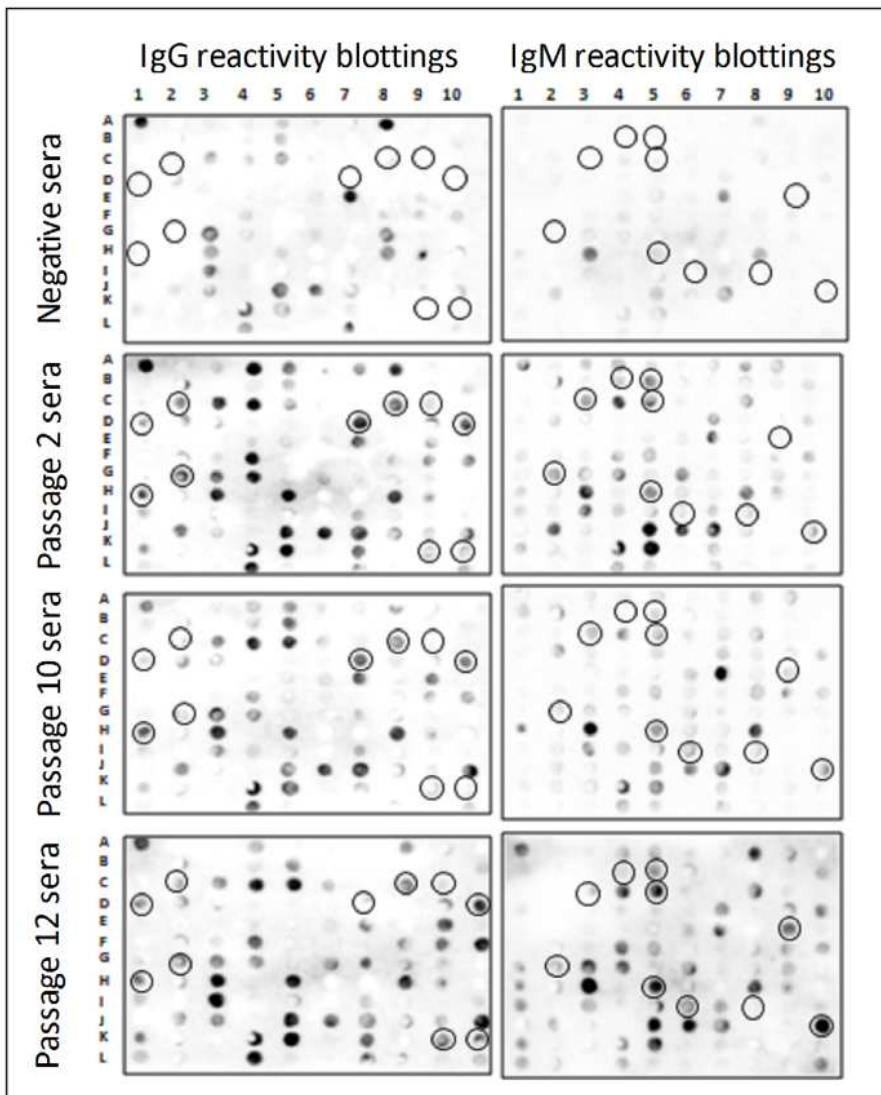 IgG reactivity blottings IgM reactivity blottings
1 2 3 4 5 6 7 8 9 10 1 2 3 4 5 6 7 8 9 10
Negative sera
A
B
C
D
E
F
G
H
I
J
K
L
Passage 2 sera
A
B
C
D
E
F
G
H
I
J
K
L
Passage 10 sera
A
B
C
D
E
F
G
H
I
J
K
L
Passage 12 sera
A
B
C
D
E
F
G
H
I
J
K
L